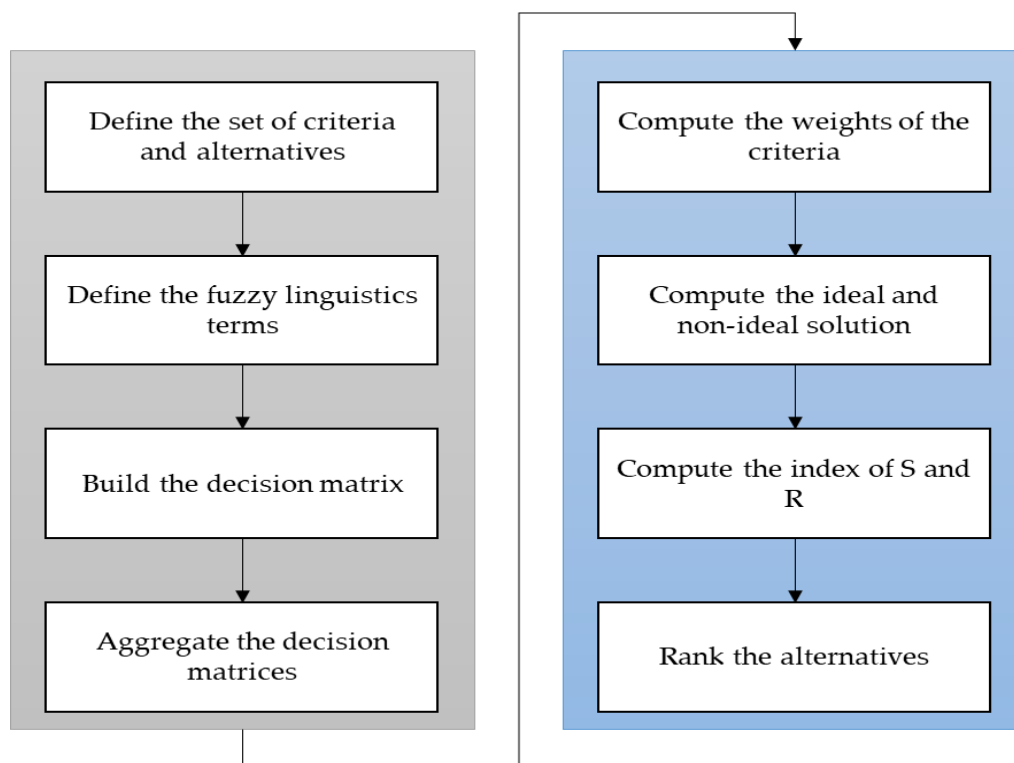 Define the set of criteria
and alternatives
Define the fuzzy linguistics
terms
Build the decision matrix
Aggregate the decision
matrices
Compute the weights of the
criteria
Compute the ideal and
non-ideal solution
Compute the index of S and
R
Rank the alternatives